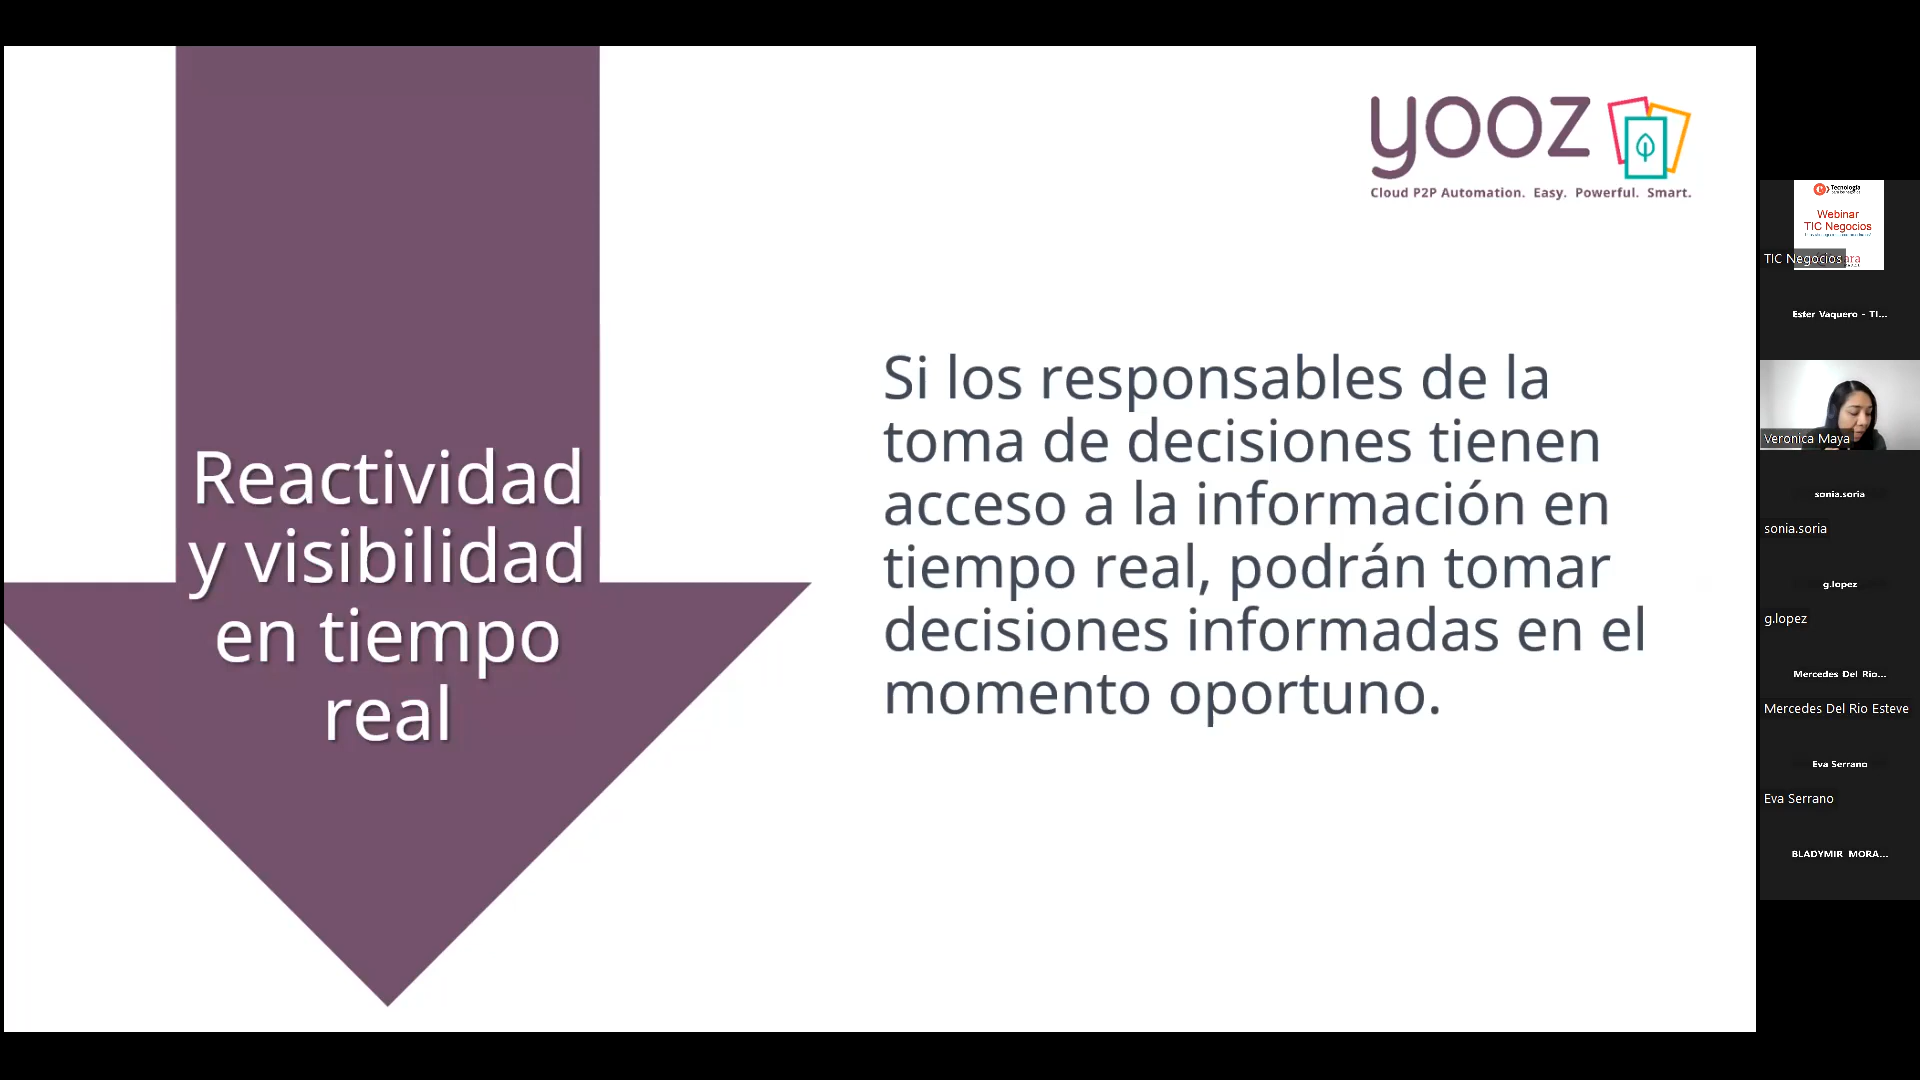 yooz
Cloud P2P Automation. Easy. Powerful. Smart.
Reactividad
y visibilidad
en tiempo
real
Si los responsables de la
toma de decisiones tienen
acceso a la información en
tiempo real, podrán tomar
decisiones informadas en el
momento oportuno.
Tecnología
Webinar
TIC Negocios
TIC Negocios
Ester Vaquero - TI...
Veronica Maya
sonia.soria
sonia.soria
g.lopez
g.lopez
Mercedes Del Rio...
Mercedes Del Rio Esteve
Eva Serrano
Eva Serrano
BLADYMIR MORA...